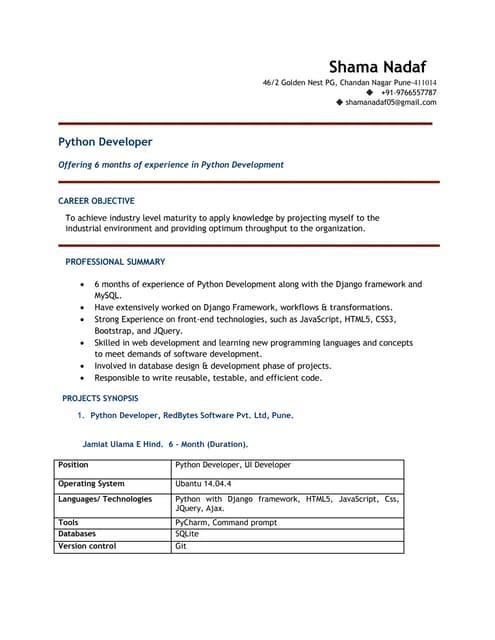 Shama Nadaf
46/2 Golden Nest PG, Chandan Nagar Pune-411014
◆ +91-9766557787
◆ shamanadaf05@gmail.com
Python Developer
Offering 6 months of experience in Python Development
CAREER OBJECTIVE
To achieve industry level maturity to apply knowledge by projecting myself to the
industrial environment and providing optimum throughput to the organization.
PROFESSIONAL SUMMARY
• 6 months of experience of Python Development along with the Django framework and
MySQL.
• Have extensively worked on Django Framework, workflows & transformations.
• Strong Experience on front-end technologies, such as JavaScript, HTML5, CSS3,
Bootstrap, and JQuery.
• Skilled in web development and learning new programming languages and concepts
to meet demands of software development.
• Involved in database design & development phase of projects.
• Responsible to write reusable, testable, and efficient code.
PROJECTS SYNOPSIS
1. Python Developer, RedBytes Software Pvt. Ltd, Pune.
Jamiat Ulama E Hind. 6 - Month (Duration).
Position Python Developer, UI Developer
Operating System Ubantu 14.04.4
Languages/ Technologies Python with Django framework, HTML5, JavaScript, Css,
JQuery, Ajax.
Tools PyCharm, Command prompt
Databases SQLite
Version control Git